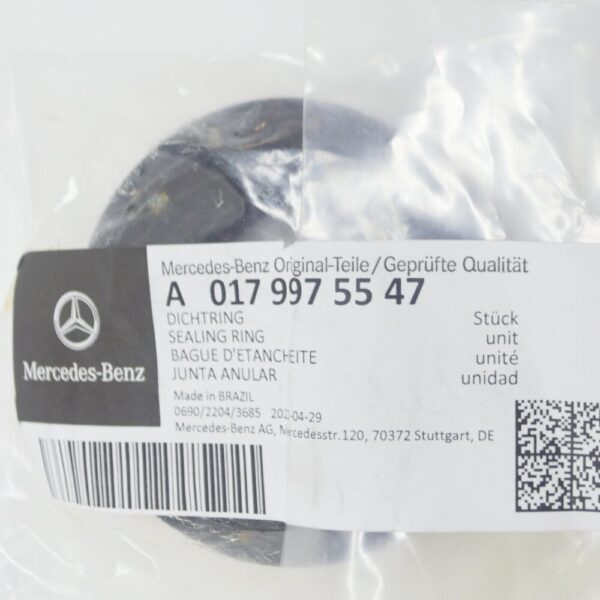 Mercedes-Benz Original-Teile/Geprüfte Qualität
A 017 997 55 47
DICHTRING Stück
SEALING RING unit
BAGUE D'ETANCHEITE unité
JUNTA ANULAR unidad
Mercedes-Benz
Made in BRAZIL
0690/2204/3685
Mercedes-Benz AG, Mercedesstr.120, 70372 Stuttgart, DE